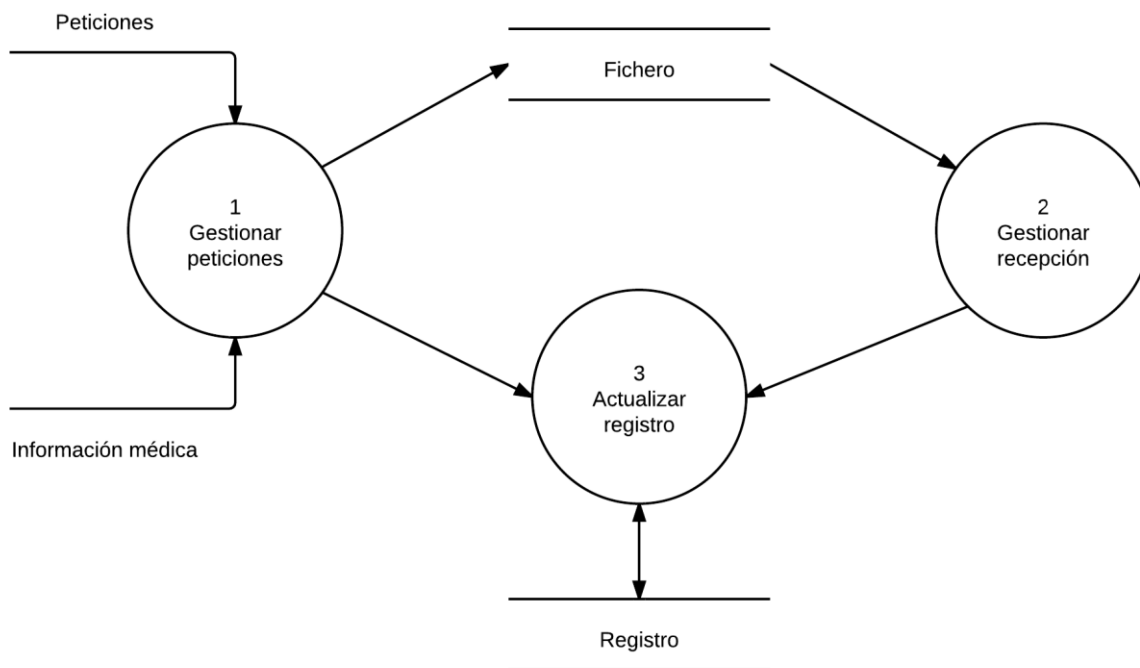 Peticiones
Fichero
1
Gestionar
peticiones
2
Gestionar
recepción
3
Actualizar
registro
Información médica
Registro